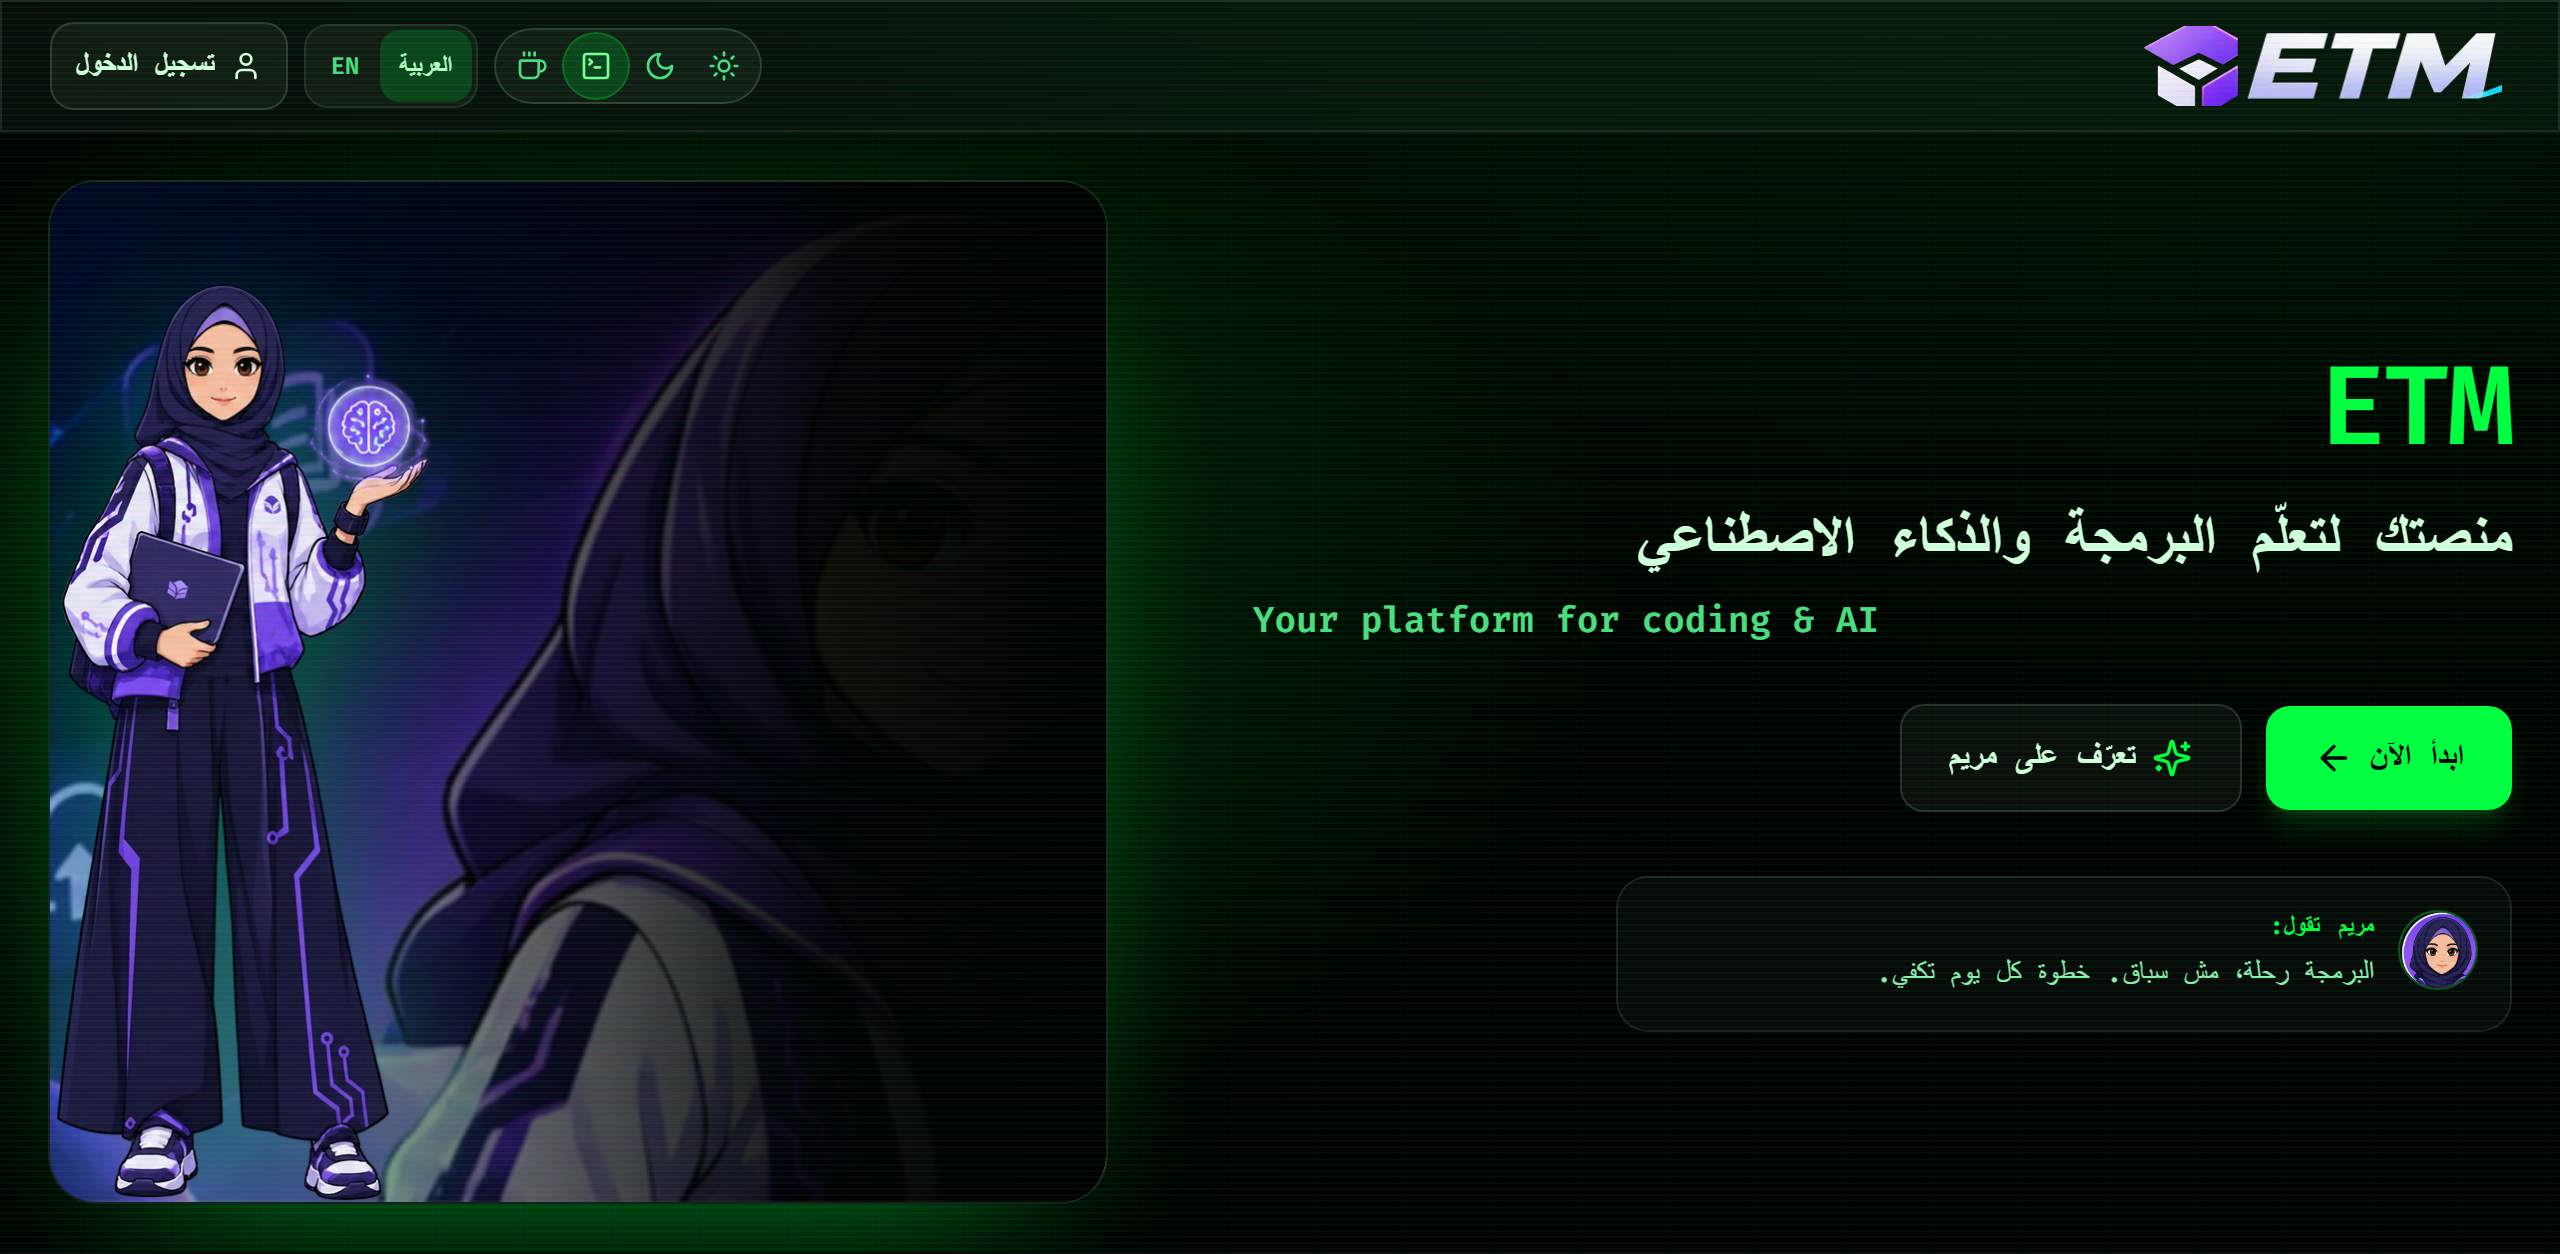 ETM
العربية EN
تسجيل الدخول
ETM
منصتك لتعلّم البرمجة والذكاء الاصطناعي
Your platform for coding & AI
ابدأ الآن
تعرّف على مريم
مريم تقول:
البرمجة رحلة، مش سباق. خطوة كل يوم تكفي.